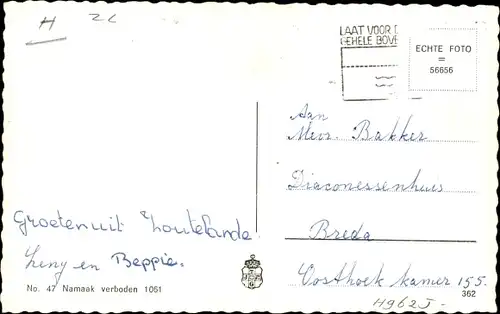 H 2L
LAAT VOOR D
GEHELE BOVE
ECHTE FOTO
=
56656
Aan
Mevr. Bakker
Diaconessenhuis
Breda
Oosthoek kamer 155.
Groeten uit Zoutelande.
Leny en Beppie.
No. 47 Namaak verboden 1061
362
H962J-